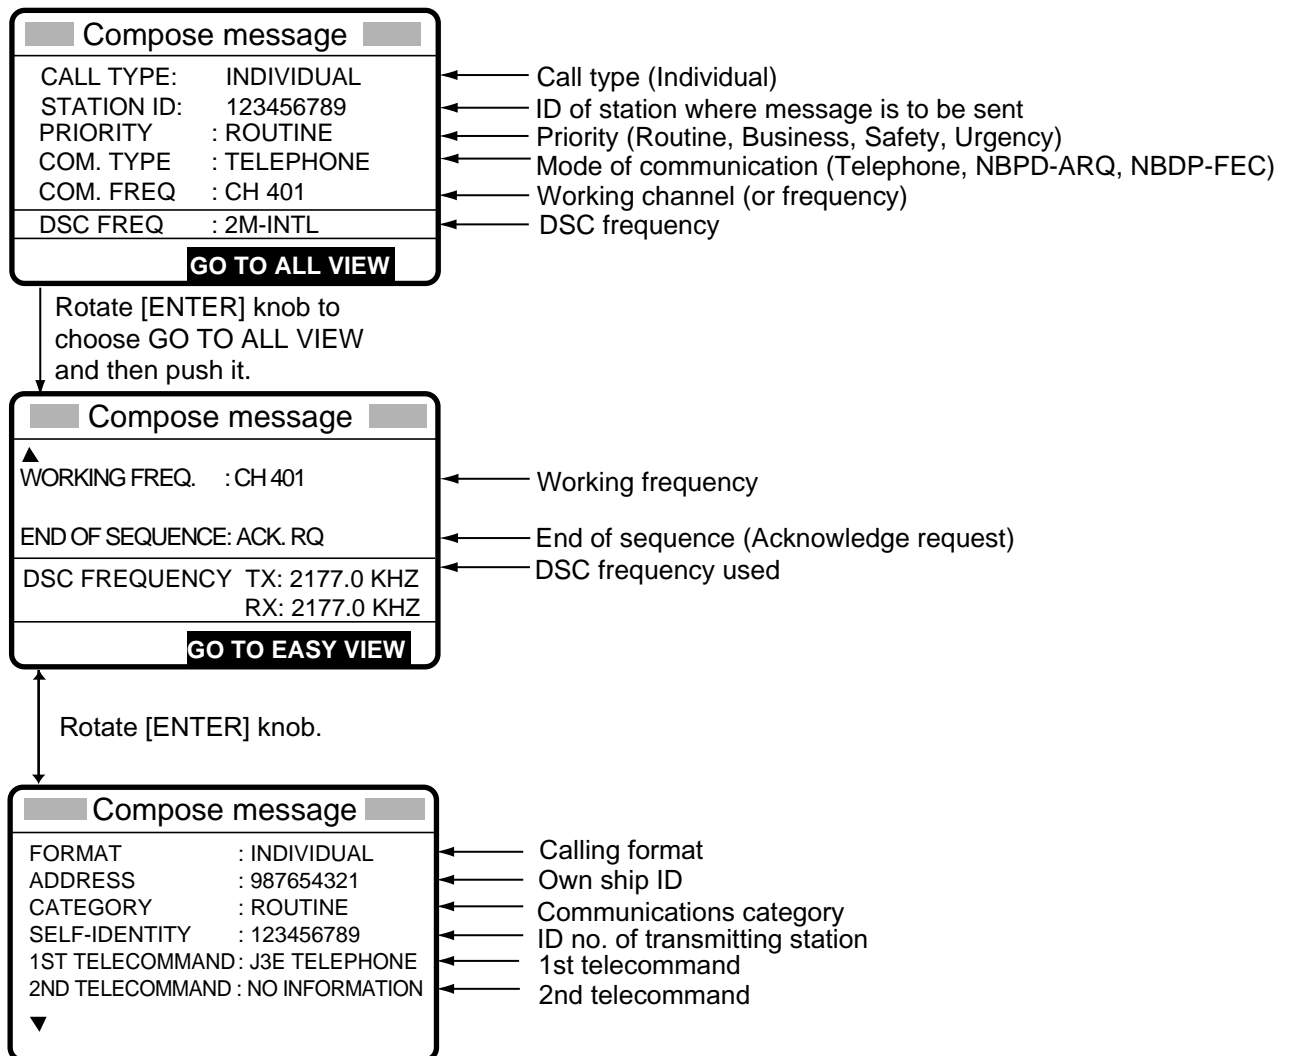 Compose message
CALL TYPE: INDIVIDUAL
Call type (Individual)
STATION ID: 123456789
ID of station where message is to be sent
PRIORITY : ROUTINE
Priority (Routine, Business, Safety, Urgency)
COM. TYPE : TELEPHONE
Mode of communication (Telephone, NBPD-ARQ, NBDP-FEC)
COM. FREQ : CH 401
Working channel (or frequency)
DSC FREQ : 2M-INTL
DSC frequency
GO TO ALL VIEW
Rotate [ENTER] knob to
choose GO TO ALL VIEW
and then push it.
Compose message
WORKING FREQ. : CH 401
Working frequency
END OF SEQUENCE: ACK. RQ
End of sequence (Acknowledge request)
DSC FREQUENCY TX: 2177.0 KHZ
DSC frequency used
RX: 2177.0 KHZ
GO TO EASY VIEW
Rotate [ENTER] knob.
Compose message
FORMAT : INDIVIDUAL
Calling format
ADDRESS : 987654321
Own ship ID
CATEGORY : ROUTINE
Communications category
SELF-IDENTITY : 123456789
ID no. of transmitting station
1ST TELECOMMAND : J3E TELEPHONE
1st telecommand
2ND TELECOMMAND : NO INFORMATION
2nd telecommand